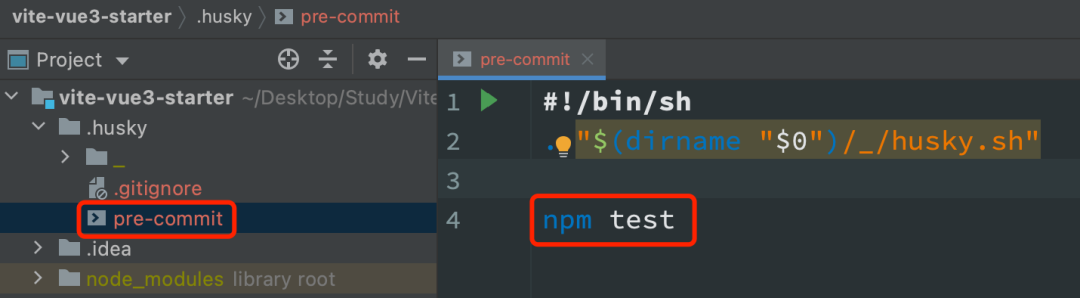 vite-vue3-starter 〉 .husky 〉 pre-commit
Project
pre-commit
vite-vue3-starter ~/Desktop/Study/Vite
.husky
_
.gitignore
pre-commit
.idea
node_modules library root
1 #!/bin/sh
2 . "$(dirname "$0")/_/husky.sh"
3
4 npm test